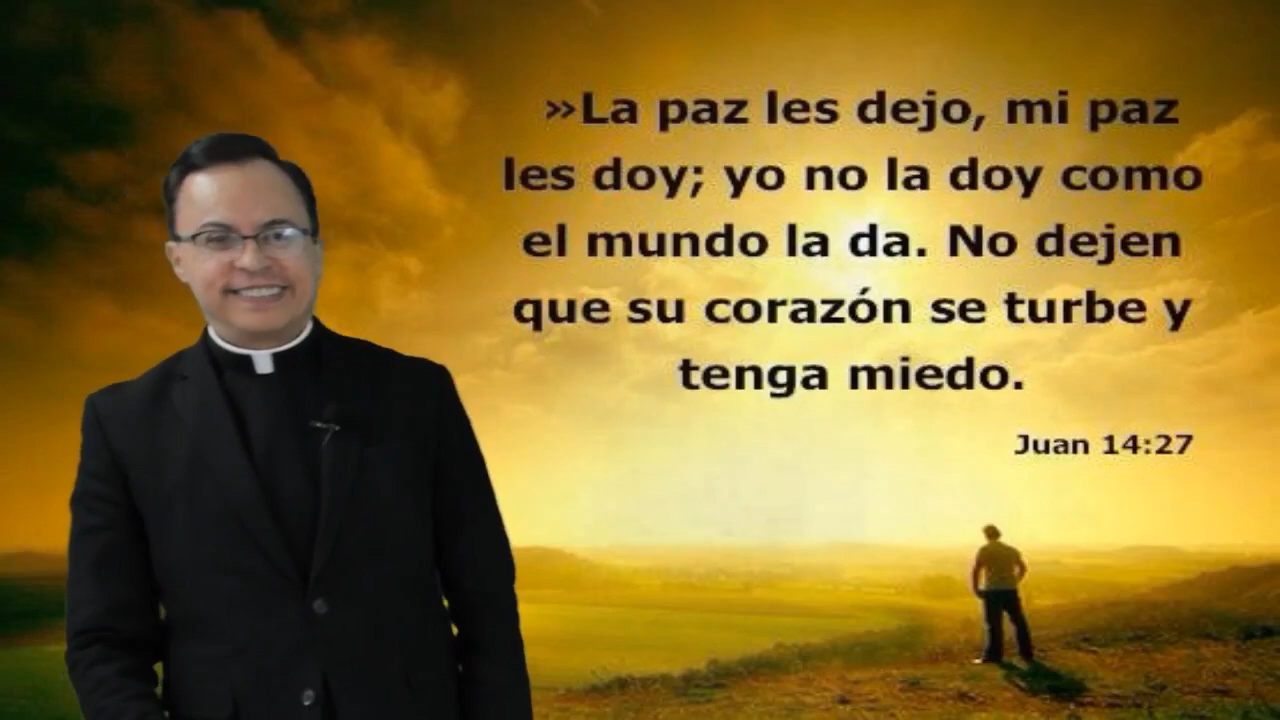 »La paz les dejo, mi paz
les doy; yo no la doy como
el mundo la da. No dejen
que su corazón se turbe y
tenga miedo.
Juan 14:27